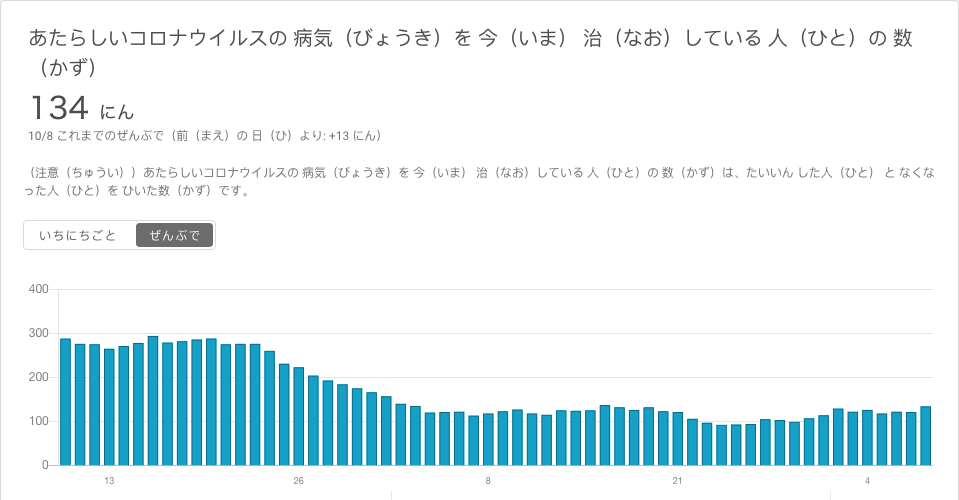 あたらしいコロナウイルスの 病気（びょうき）を 今（いま） 治（なお）している 人（ひと）の 数
（かず）
134 にん
10/8 これまでのぜんぶで（前（まえ）の 日（ひ）より: +13 にん）
（注意（ちゅうい））あたらしいコロナウイルスの 病気（びょうき）を 今（いま） 治（なお）している 人（ひと）の 数（かず）は、たいいん した人（ひと） と なくな
った人（ひと）を ひいた数（かず）です。
いちにちごと ぜんぶで
400
300
200
100
0
13 26 8 21 4